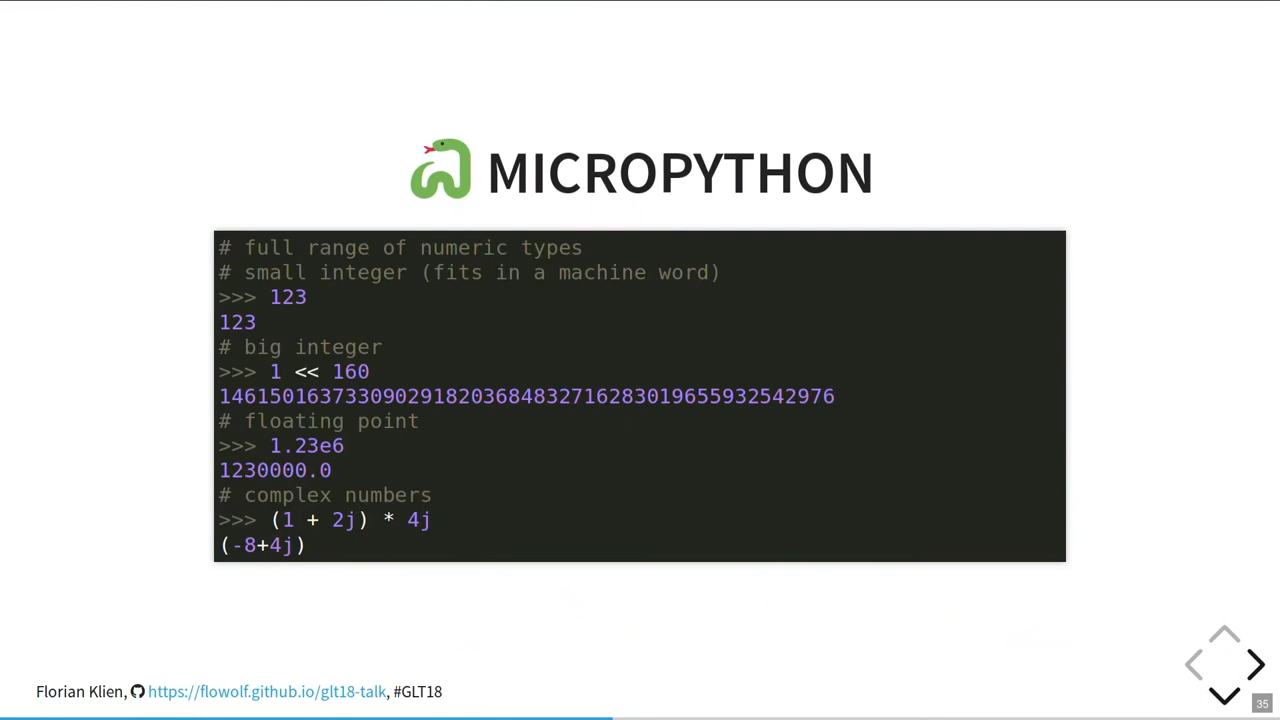 MICROPYTHON
# full range of numeric types
# small integer (fits in a machine word)
>>> 123
123
# big integer
>>> 1 << 160
1461501637330902918203684832716283019655932542976
# floating point
>>> 1.23e6
1230000.0
# complex numbers
>>> (1 + 2j) * 4j
(-8+4j)
Florian Klien, https://flowolf.github.io/glt18-talk, #GLT18
35